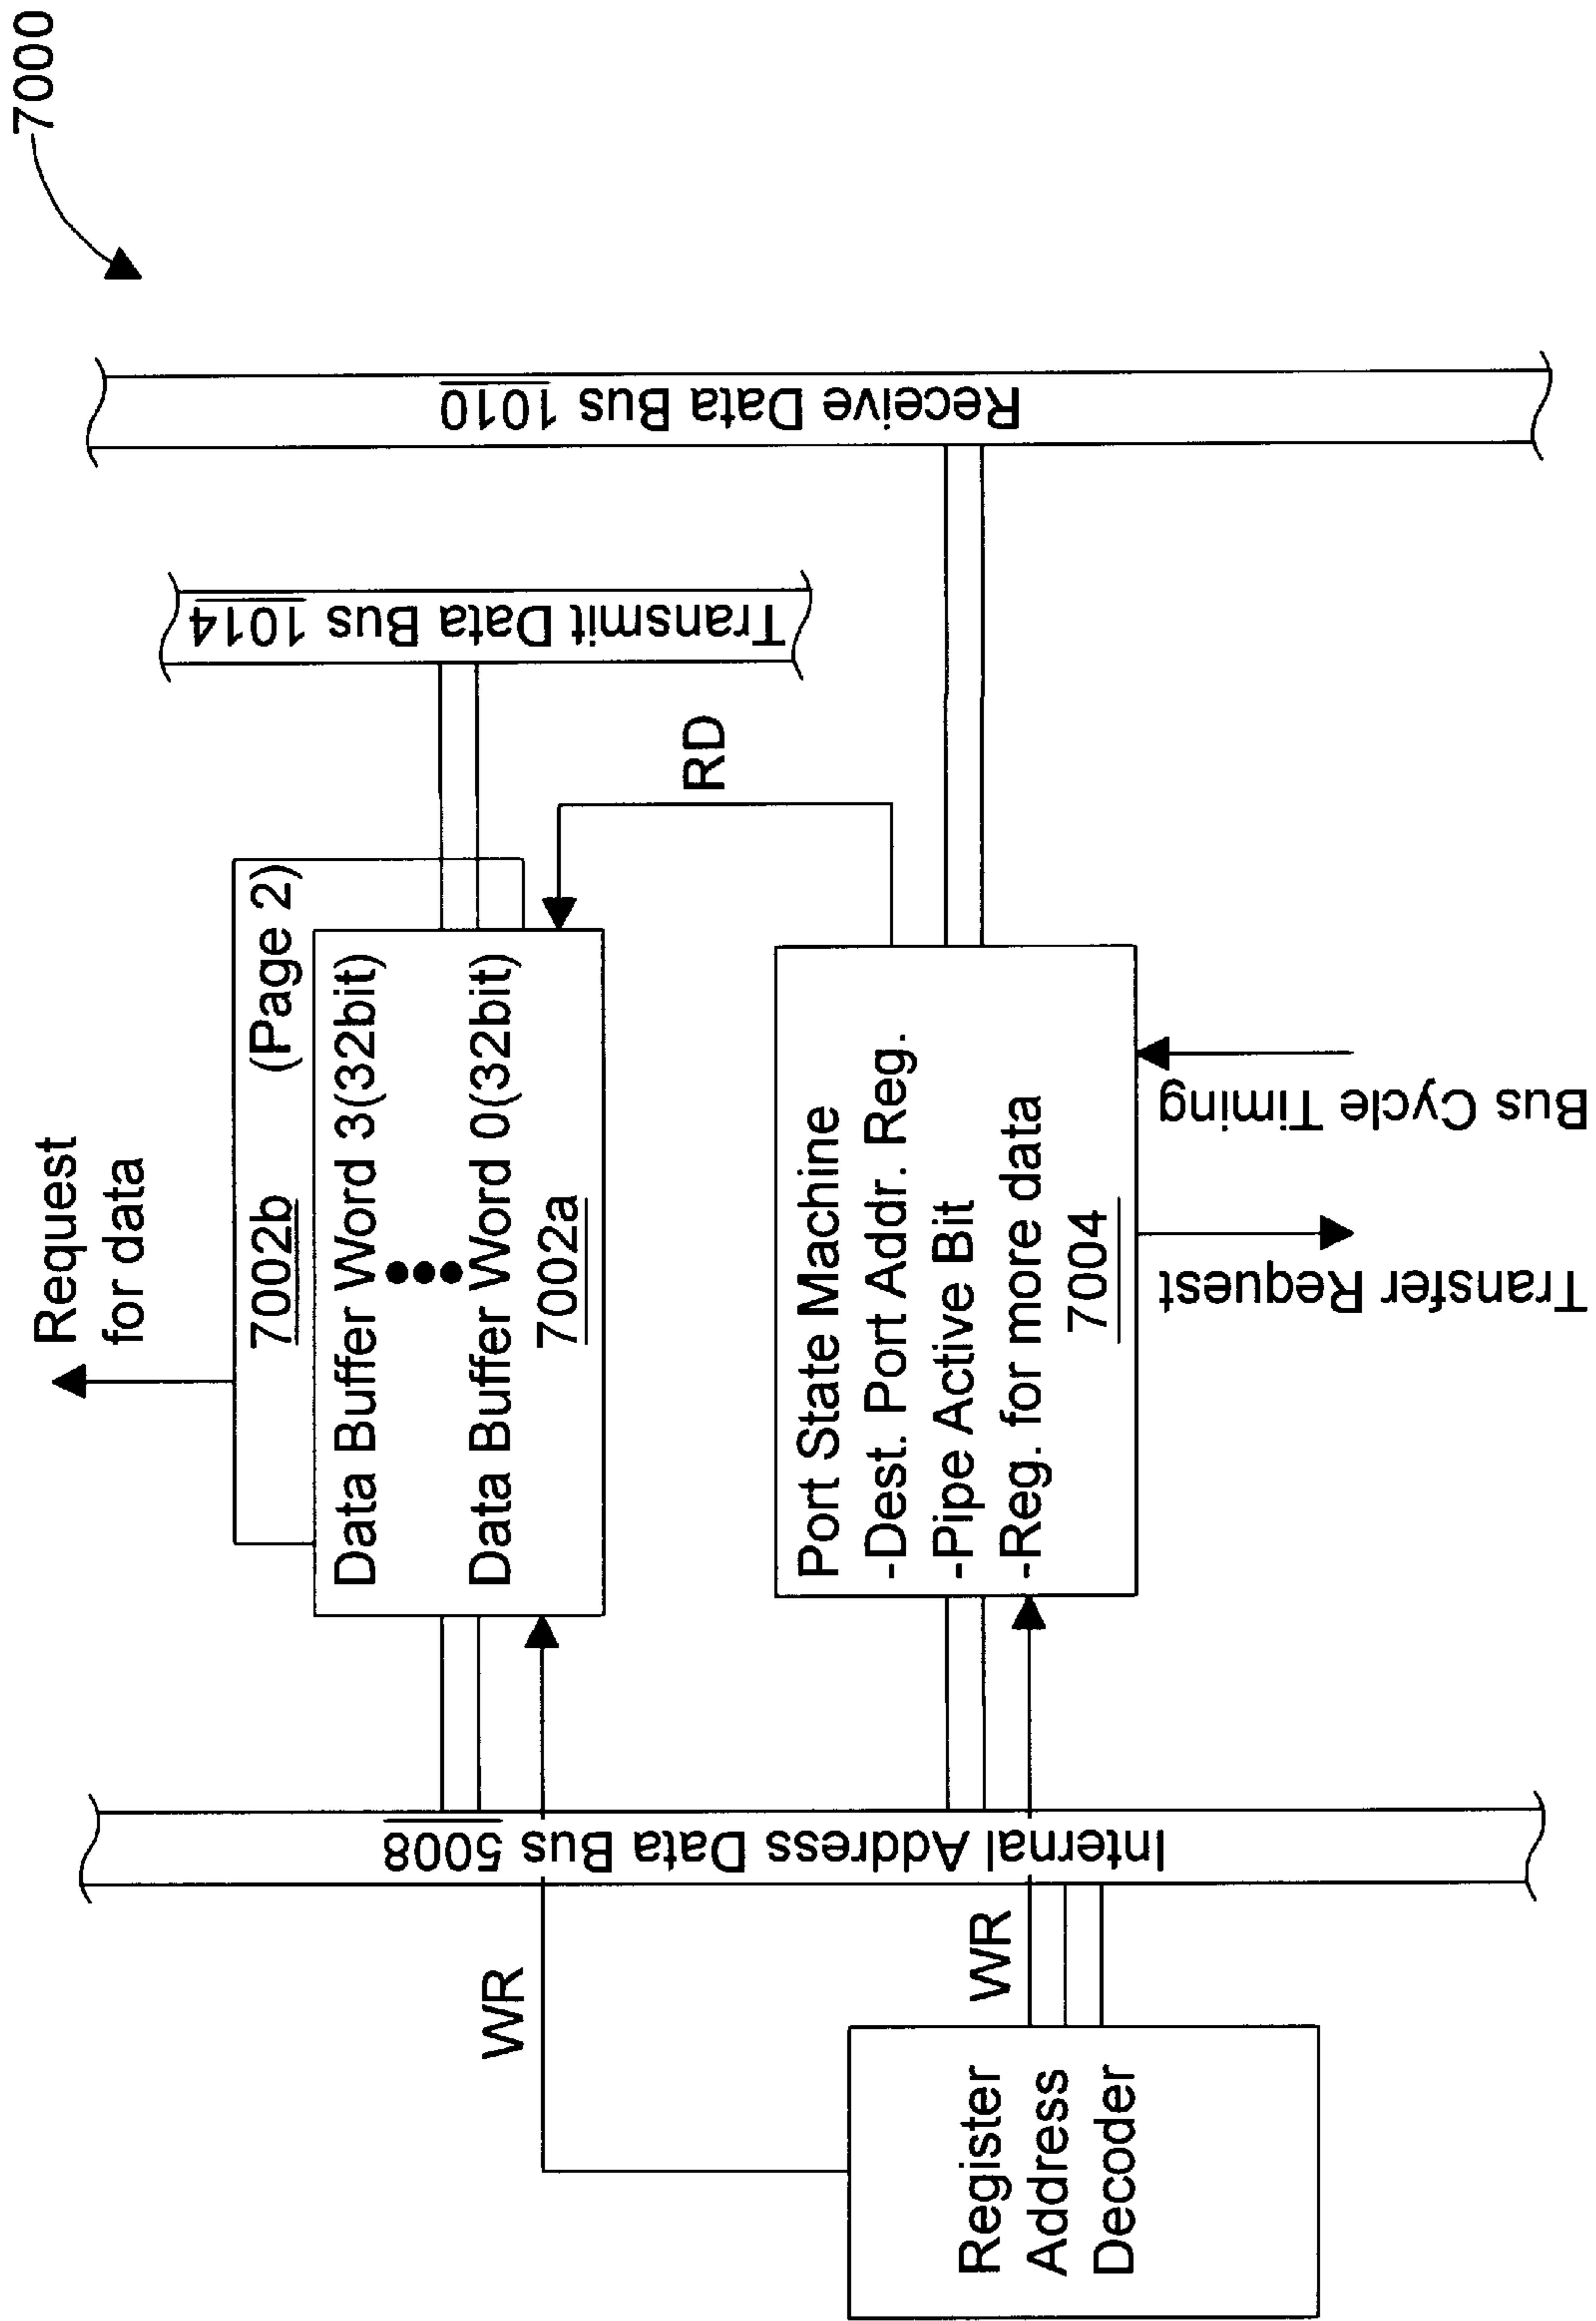 7000
Request
for data
7002b
(Page 2)
Data Buffer Word 3(32bit)
Data Buffer Word 0(32bit)
7002a
Transmit Data Bus 1014
Receive Data Bus 1010
RD
Internal Address Data Bus 5008
WR
WR
Port State Machine
-Dest. Port Addr. Reg.
-Pipe Active Bit
-Reg. for more data
7004
Register
Address
Decoder
Transfer Request
Bus Cycle Timing